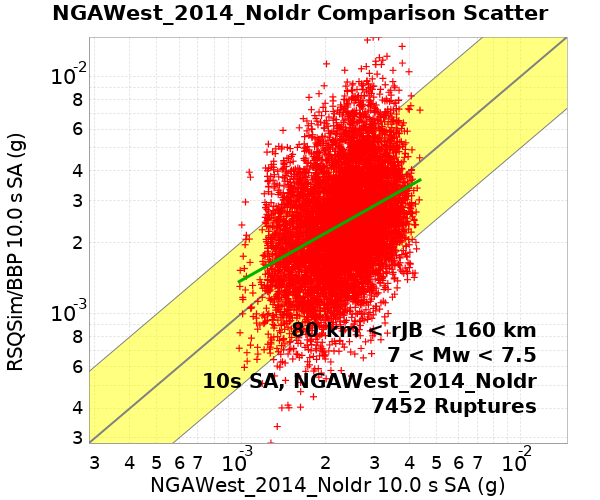 NGAWest_2014_NoIdr Comparison Scatter
RSQSim/BBP 10.0 s SA (g)
10-2
8
6
4
3
2
10-3
8
6
4
3
80 km < rJB < 160 km
7 < Mw < 7.5
10s SA, NGAWest_2014_NoIdr
7452 Ruptures
3 4 5 6 7 10-3 2 3 4 5 6 7 10-2
NGAWest_2014_NoIdr 10.0 s SA (g)